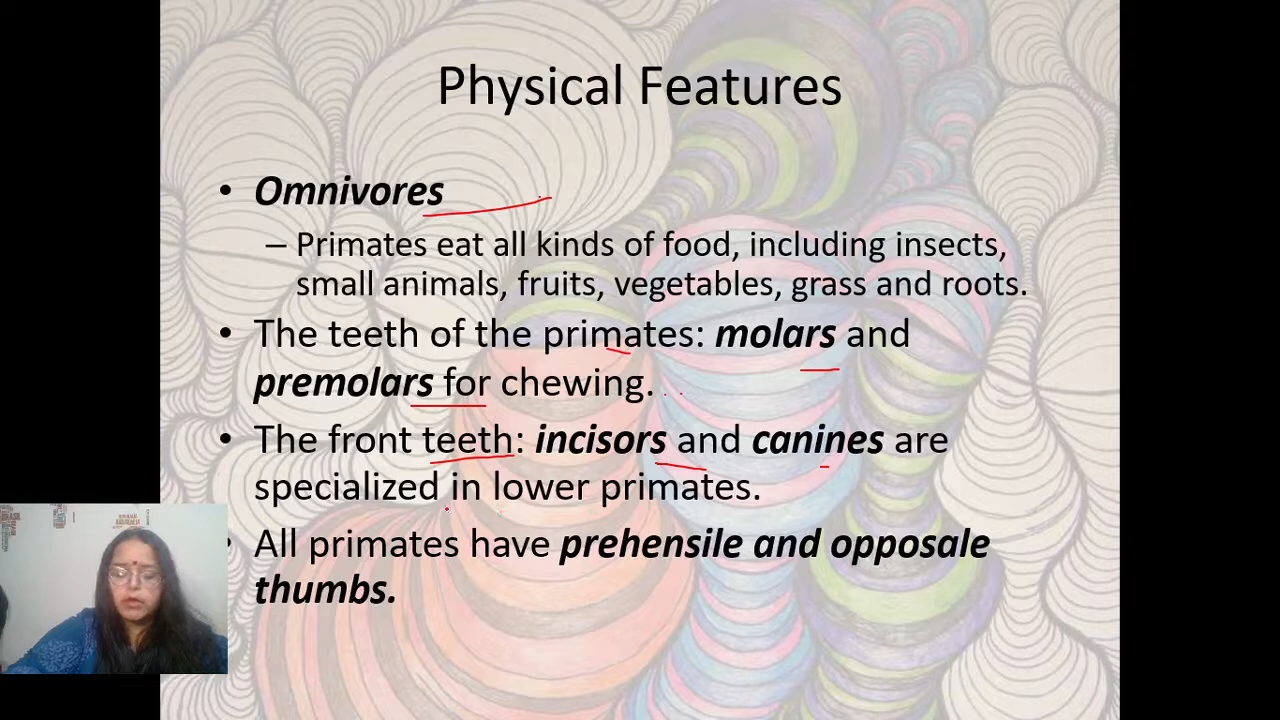 Physical Features
• Omnivores
– Primates eat all kinds of food, including insects,
small animals, fruits, vegetables, grass and roots.
• The teeth of the primates: molars and
premolars for chewing.
• The front teeth: incisors and canines are
specialized in lower primates.
• All primates have prehensile and opposale
thumbs.